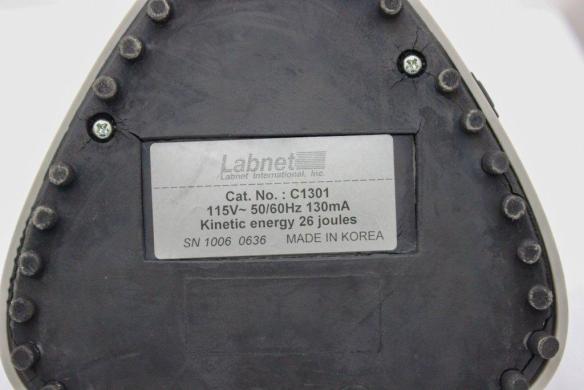 Labnet
Labnet International, Inc.
Cat. No. : C1301
115V~ 50/60Hz 130mA
Kinetic energy 26 joules
SN 1006 0636 MADE IN KOREA